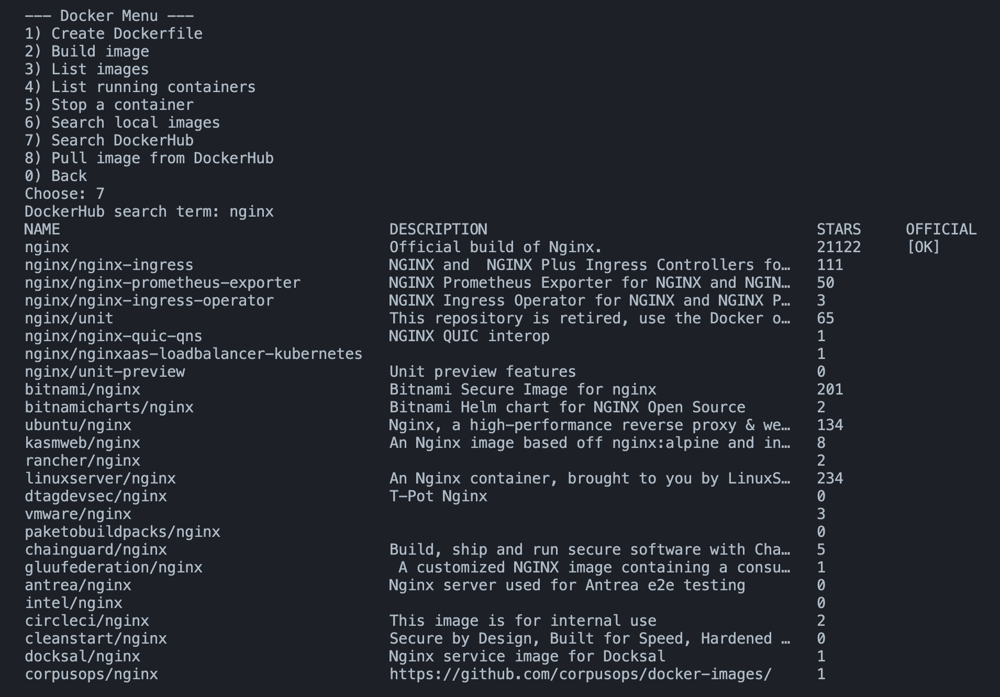 --- Docker Menu ---
1) Create Dockerfile
2) Build image
3) List images
4) List running containers
5) Stop a container
6) Search local images
7) Search DockerHub
8) Pull image from DockerHub
0) Back
Choose: 7
DockerHub search term: nginx
NAME                                     DESCRIPTION                                     STARS     OFFICIAL
nginx                                    Official build of Nginx.                        21122     [OK]
nginx/nginx-ingress                      NGINX and  NGINX Plus Ingress Controllers fo…   111
nginx/nginx-prometheus-exporter          NGINX Prometheus Exporter for NGINX and NGIN…   50
nginx/nginx-ingress-operator             NGINX Ingress Operator for NGINX and NGINX P…   3
nginx/unit                               This repository is retired, use the Docker o…   65
nginx/nginx-quic-qns                     NGINX QUIC interop                              1
nginx/nginxaas-loadbalancer-kubernetes                                                   1
nginx/unit-preview                       Unit preview features                           0
bitnami/nginx                            Bitnami Secure Image for nginx                  201
bitnamicharts/nginx                      Bitnami Helm chart for NGINX Open Source        2
ubuntu/nginx                             Nginx, a high-performance reverse proxy & we…   134
kasmweb/nginx                            An Nginx image based off nginx:alpine and in…   8
rancher/nginx                                                                            2
linuxserver/nginx                        An Nginx container, brought to you by LinuxS…   234
dtagdevsec/nginx                         T-Pot Nginx                                     0
vmware/nginx                                                                             3
paketobuildpacks/nginx                                                                   0
chainguard/nginx                         Build, ship and run secure software with Cha…   5
gluufederation/nginx                      A customized NGINX image containing a consu…   1
antrea/nginx                             Nginx server used for Antrea e2e testing        0
intel/nginx                                                                              0
circleci/nginx                           This image is for internal use                  2
cleanstart/nginx                         Secure by Design, Built for Speed, Hardened …   0
docksal/nginx                            Nginx service image for Docksal                 1
corpusops/nginx                          https://github.com/corpusops/docker-images/     1